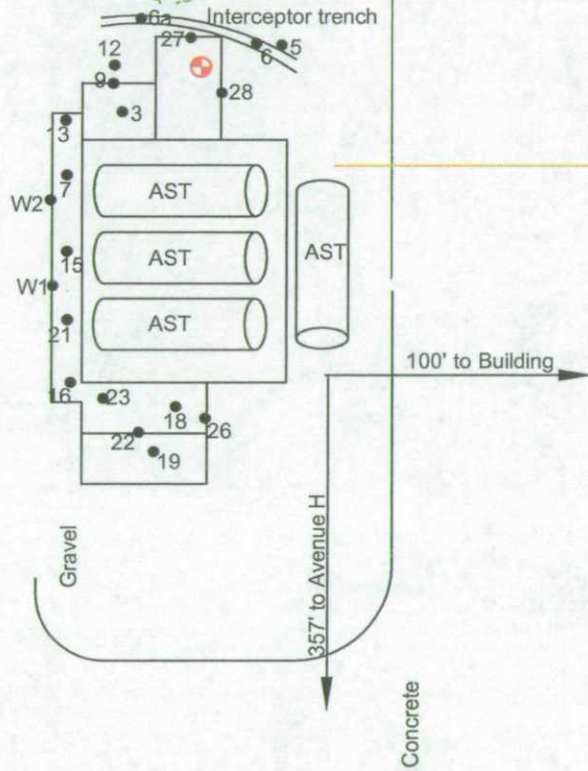 6a
Interceptor trench
27
5
6
12
9
28
3
13
7
AST
W2
AST
15
AST
W1
21
AST
100' to Building
16
23
18
26
22
19
Gravel
357' to Avenue H
Concrete